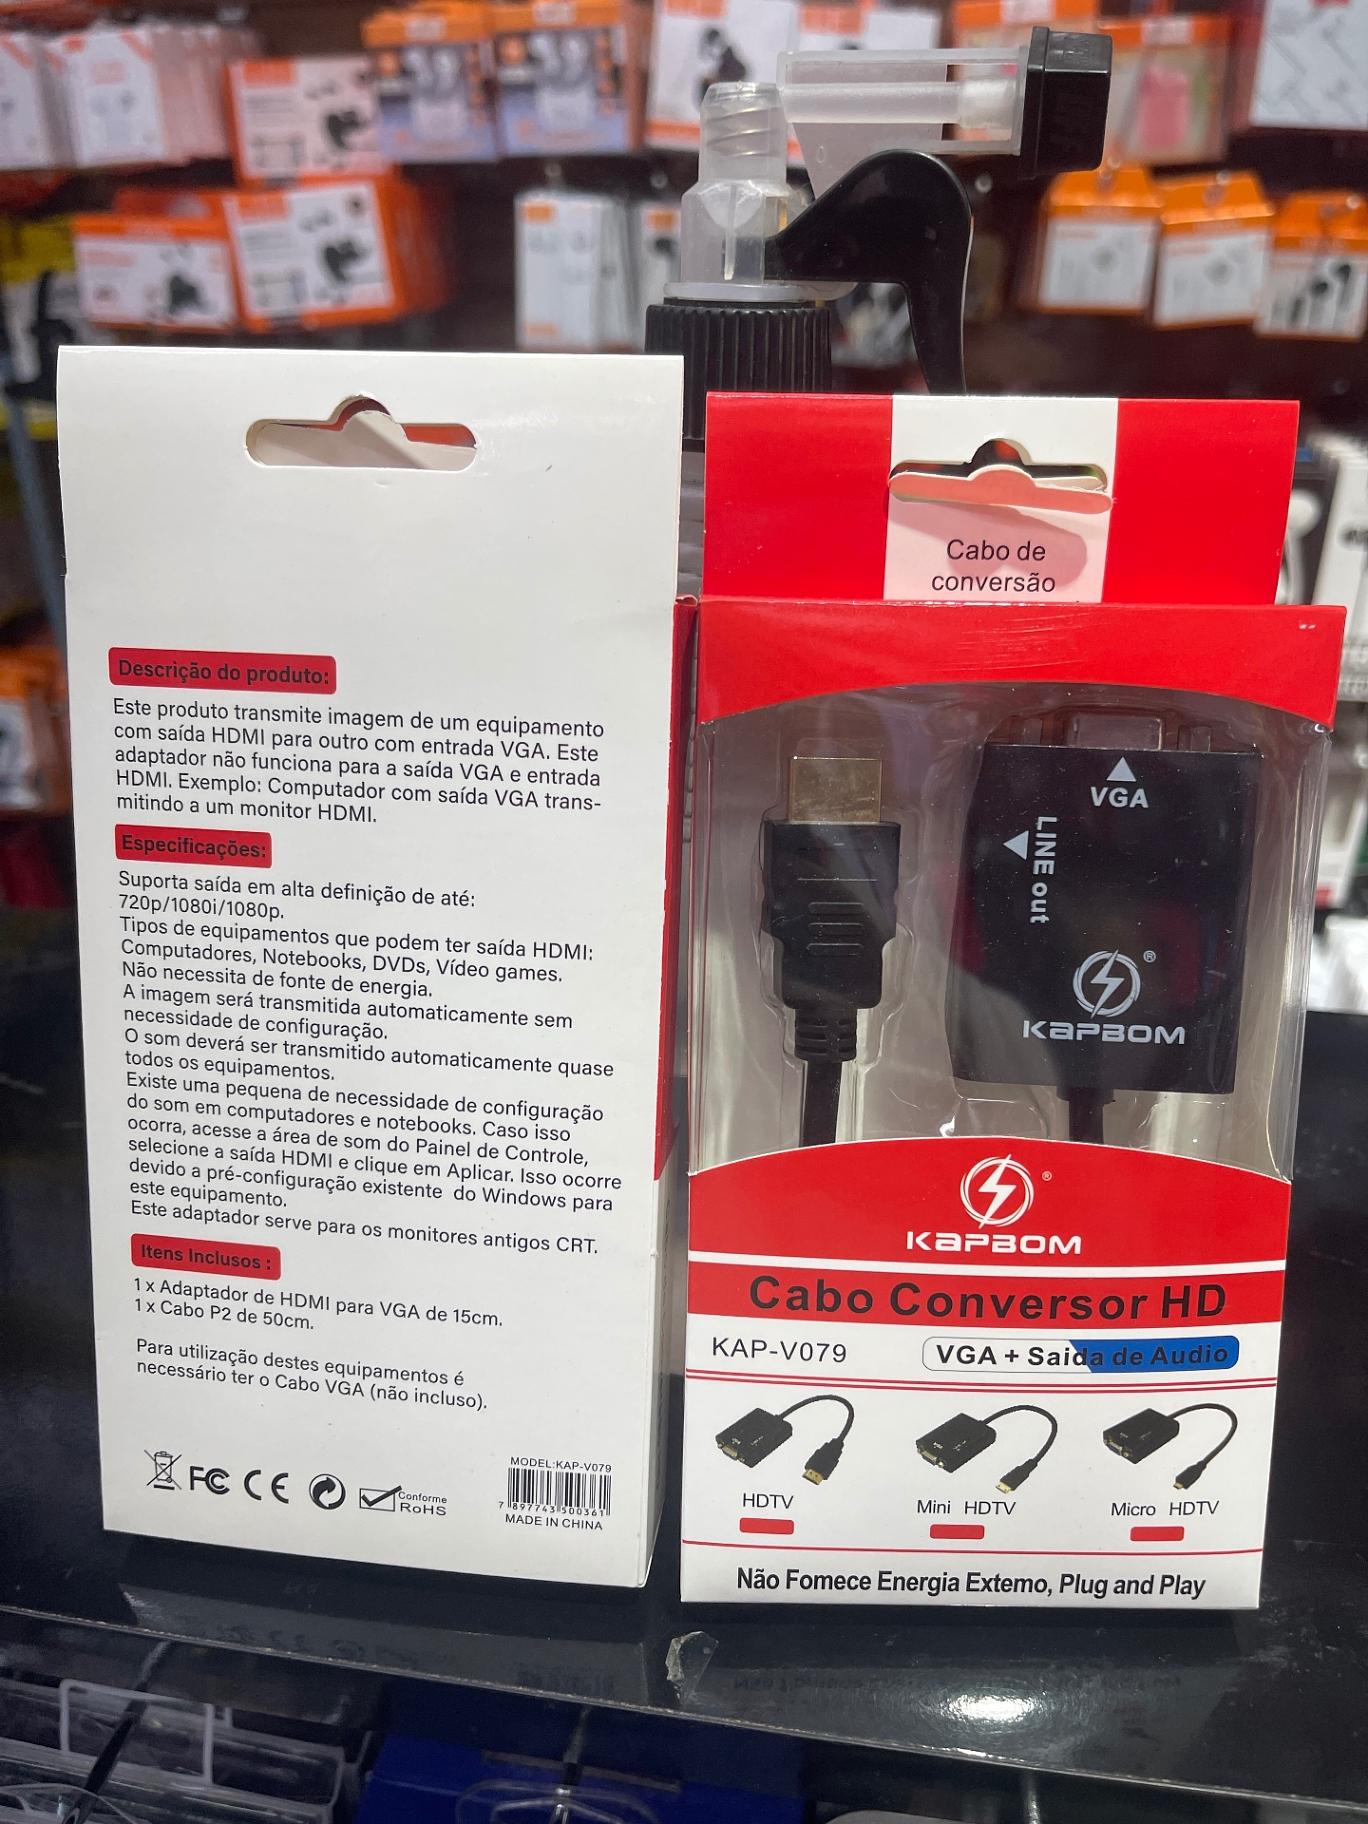 Descrição do produto:
Este produto transmite imagem de um equipamento
com saída HDMI para outro com entrada VGA. Este
adaptador não funciona para a saída VGA e entrada
HDMI. Exemplo: Computador com saída VGA trans-
mitindo a um monitor HDMI.
Especificações:
Suporta saída em alta definição de até:
720p/1080i/1080p.
Tipos de equipamentos que podem ter saída HDMI:
Computadores, Notebooks, DVDs, Vídeo games.
Não necessita de fonte de energia.
A imagem será transmitida automaticamente sem
necessidade de configuração.
O som deverá ser transmitido automaticamente quase
todos os equipamentos.
Existe uma pequena de necessidade de configuração
do som em computadores e notebooks. Caso isso
ocorra, acesse a área de som do Painel de Controle,
selecione a saída HDMI e clique em Aplicar. Isso ocorre
devido a pré-configuração existente do Windows para
este equipamento.
Este adaptador serve para os monitores antigos CRT.
Itens Inclusos :
1 x Adaptador de HDMI para VGA de 15cm.
1 x Cabo P2 de 50cm.
Para utilização destes equipamentos é
necessário ter o Cabo VGA (não incluso).
FC CE
Conforme
RoHS
MODEL:KAP-V079
7 897743 500361
MADE IN CHINA
Cabo de
conversão
VGA
LINE out
®
KAPBOM
®
KAPBOM
Cabo Conversor HD
KAP-V079
VGA + Saida de Audio
HDTV
Mini HDTV
Micro HDTV
Não Fomece Energia Extemo, Plug and Play